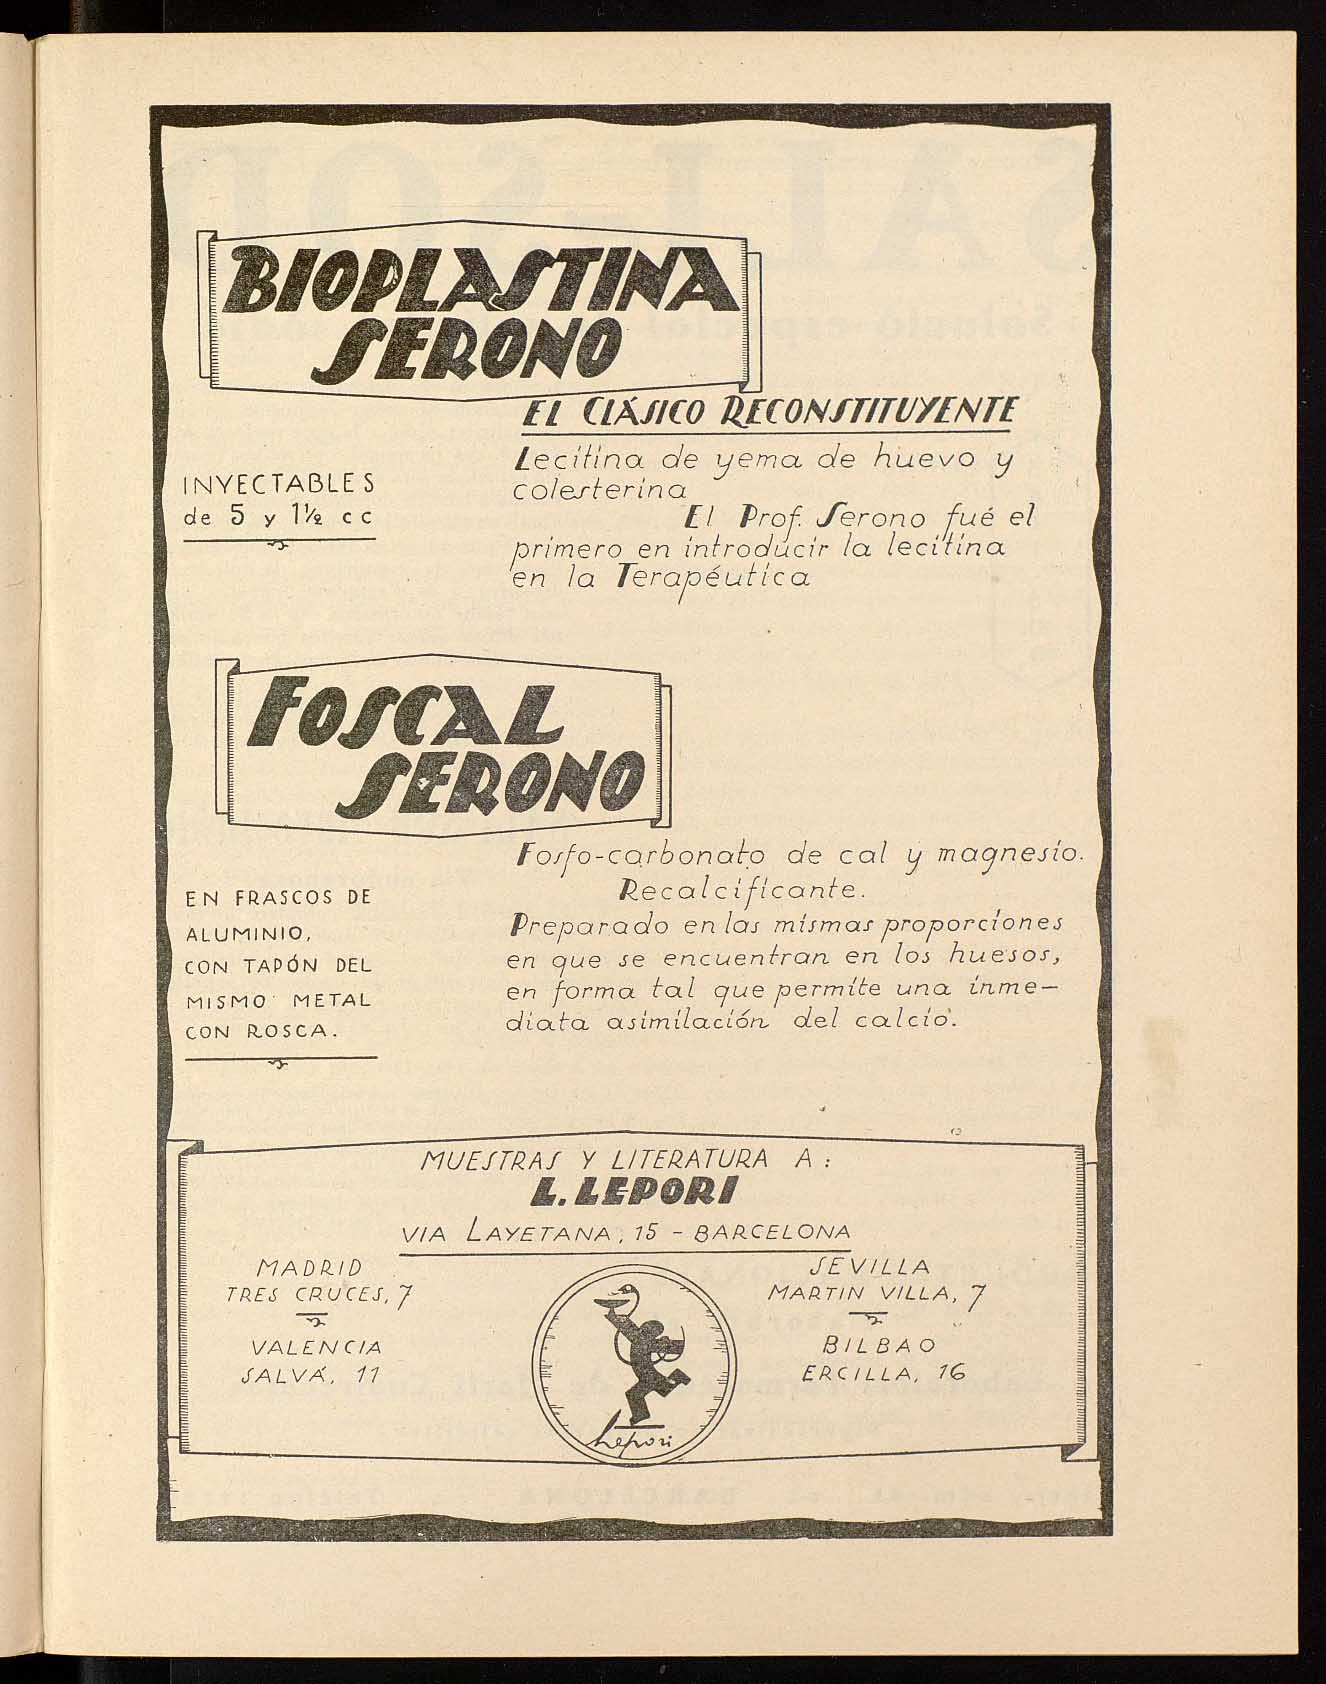 BIOPLASTINA
SERONO
EL CLÁSICO RECONSTITUYENTE
INYECTABLES
de 5 y 1½ cc
Lecitina de yema de huevo y
colesterina
El Prof. Serono fué el
primero en introducir la lecitina
en la Terapéutica
FOSCAL
SERONO
EN FRASCOS DE
ALUMINIO,
CON TAPÓN DEL
MISMO METAL
CON ROSCA.
Fosfo-carbonato de cal y magnesio.
Recalcificante.
Preparado en las mismas proporciones
en que se encuentran en los huesos,
en forma tal que permite una inme-
diata asimilación del calcio.
MUESTRAS Y LITERATURA A:
L. LEPORI
VIA LAYETANA, 15 - BARCELONA
MADRID
TRES CRUCES, 7
VALENCIA
SALVÁ, 11
SEVILLA
MARTIN VILLA, 7
BILBAO
ERCILLA, 16
Lepori